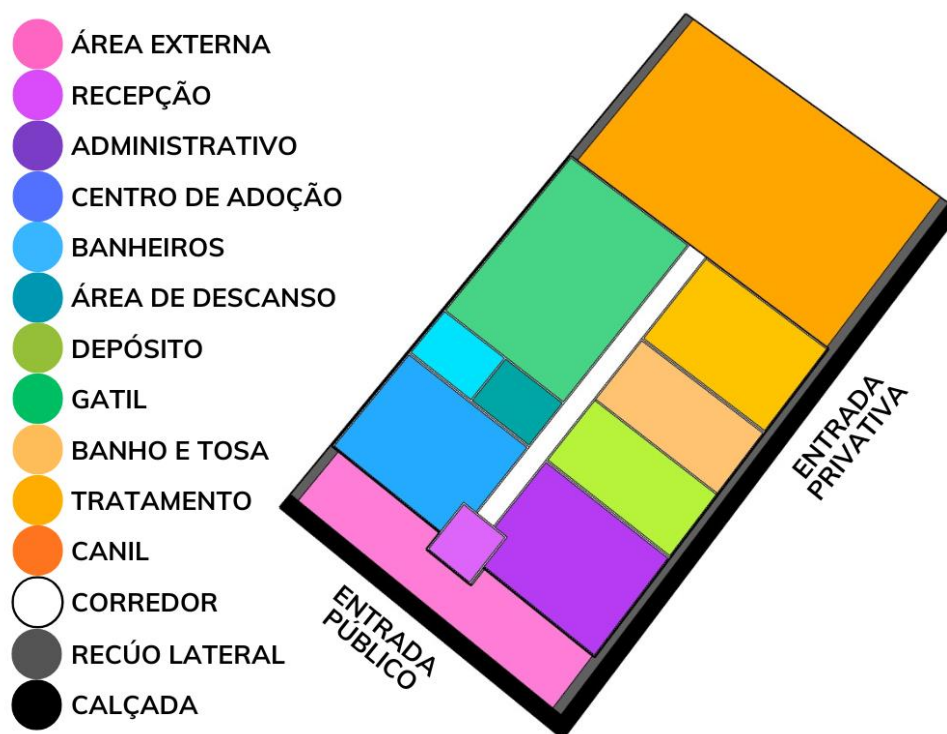 ÁREA EXTERNA
RECEPÇÃO
ADMINISTRATIVO
CENTRO DE ADOÇÃO
BANHEIROS
ÁREA DE DESCANSO
DEPÓSITO
GATIL
BANHO E TOSA
TRATAMENTO
CANIL
CORREDOR
RECÚO LATERAL
CALÇADA
ENTRADA
PRIVATIVA
ENTRADA
PÚBLICO